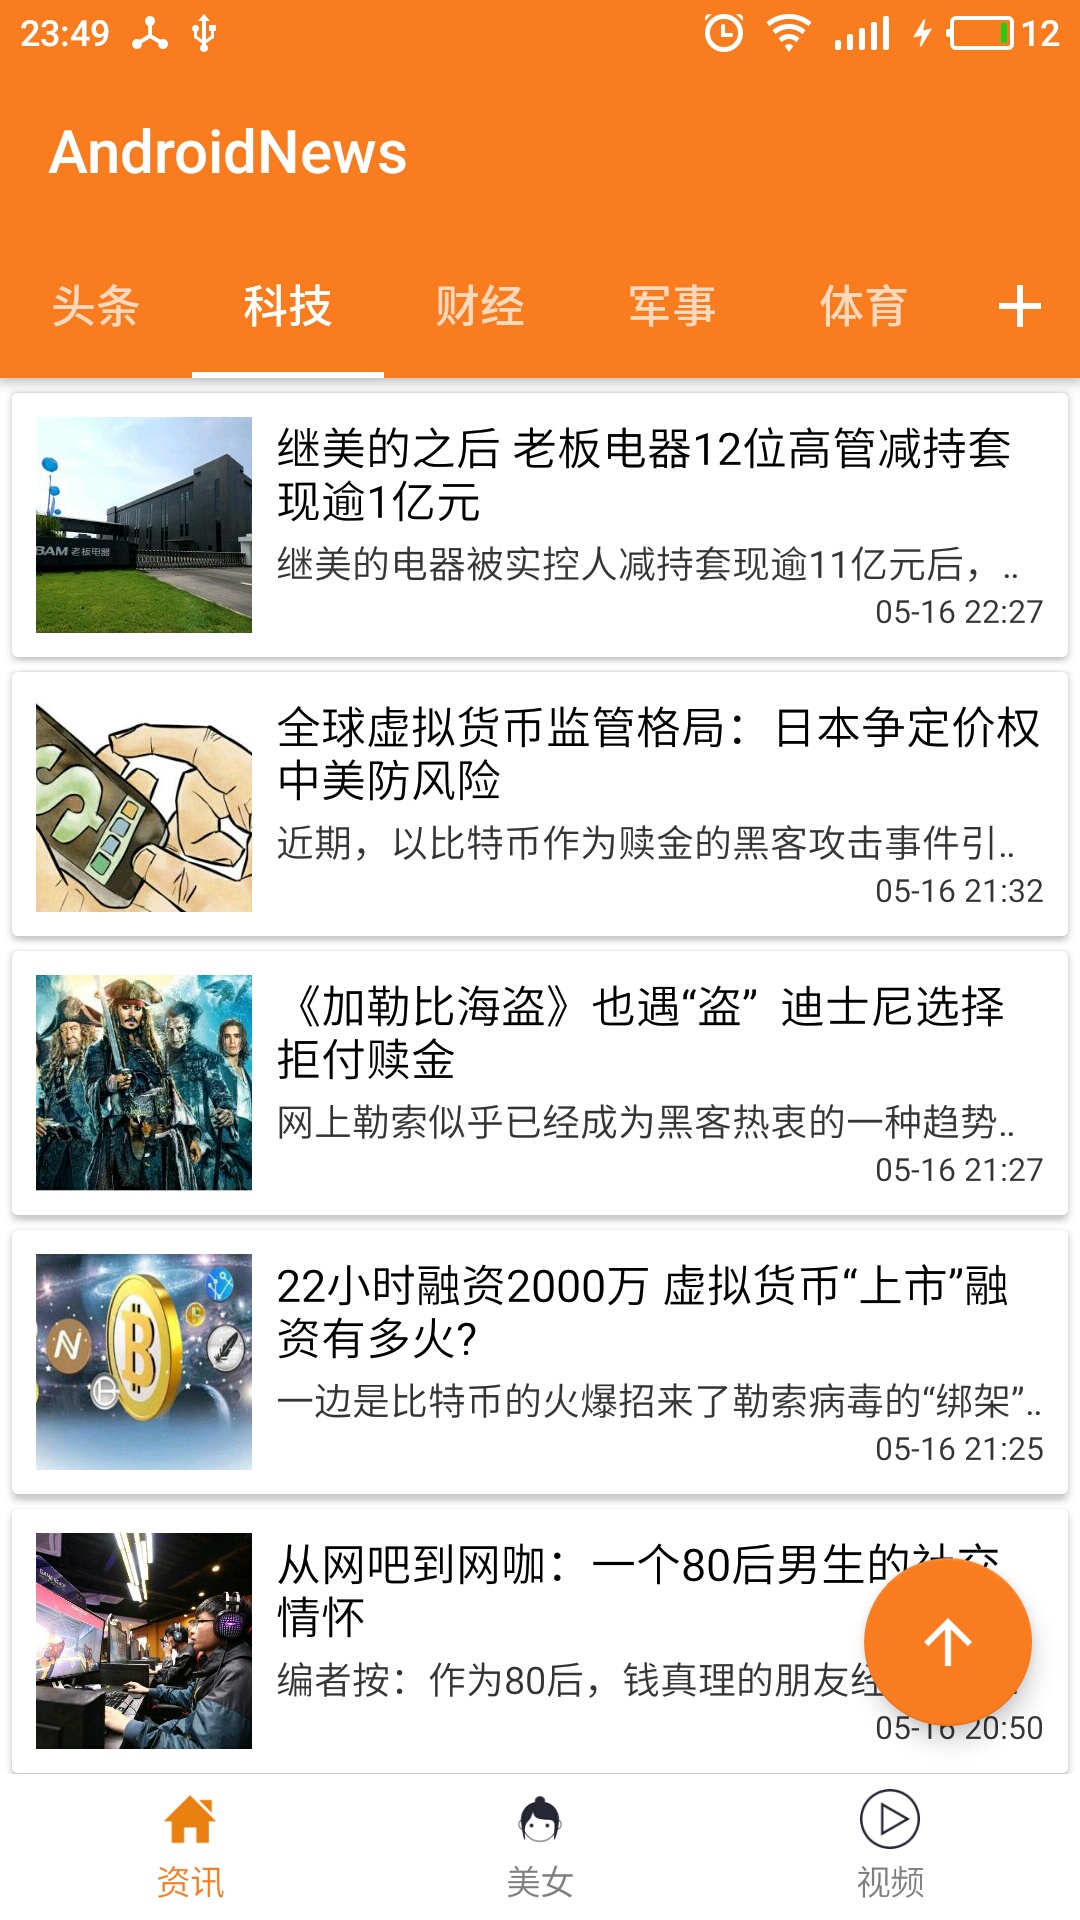 23:49
12
AndroidNews
头条 科技 财经 军事 体育 +
BAM 老板电器
继美的之后 老板电器12位高管减持套
现逾1亿元
继美的电器被实控人减持套现逾11亿元后，..
05-16 22:27
全球虚拟货币监管格局：日本争定价权
中美防风险
近期，以比特币作为赎金的黑客攻击事件引..
05-16 21:32
《加勒比海盗》也遇“盗” 迪士尼选择
拒付赎金
网上勒索似乎已经成为黑客热衷的一种趋势..
05-16 21:27
22小时融资2000万 虚拟货币“上市”融
资有多火?
一边是比特币的火爆招来了勒索病毒的“绑架”..
05-16 21:25
从网吧到网咖：一个80后男生的社交
情怀
编者按：作为80后，钱真理的朋友经
05-16 20:50
资讯 美女 视频